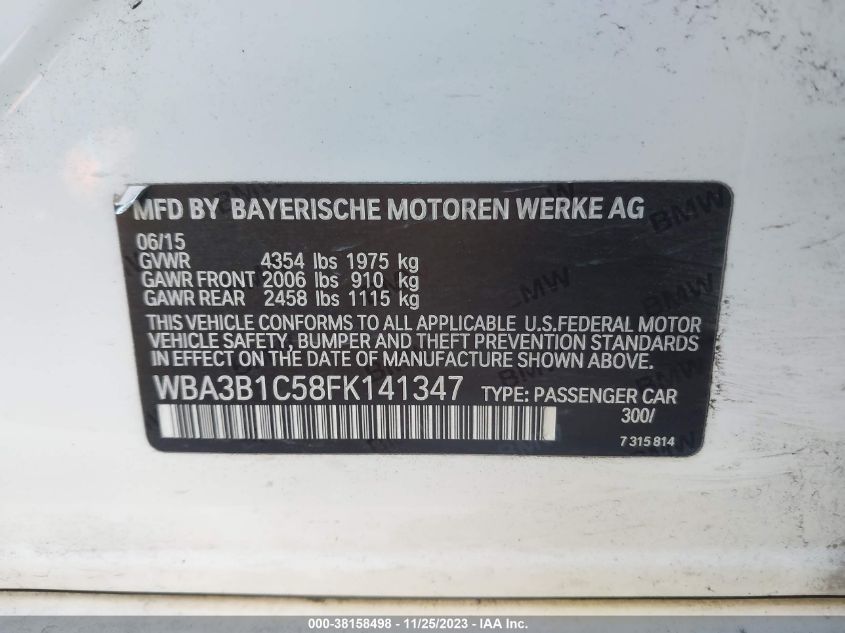 MFD BY BAYERISCHE MOTOREN WERKE AG
06/15
GVWR 4354 lbs 1975 kg
GAWR FRONT 2006 lbs 910 kg
GAWR REAR 2458 lbs 1115 kg
THIS VEHICLE CONFORMS TO ALL APPLICABLE U.S.FEDERAL MOTOR
VEHICLE SAFETY, BUMPER AND THEFT PREVENTION STANDARDS
IN EFFECT ON THE DATE OF MANUFACTURE SHOWN ABOVE.
WBA3B1C58FK141347 TYPE: PASSENGER CAR
300/
7 315 814
000-38158498 - 11/25/2023 - IAA Inc.